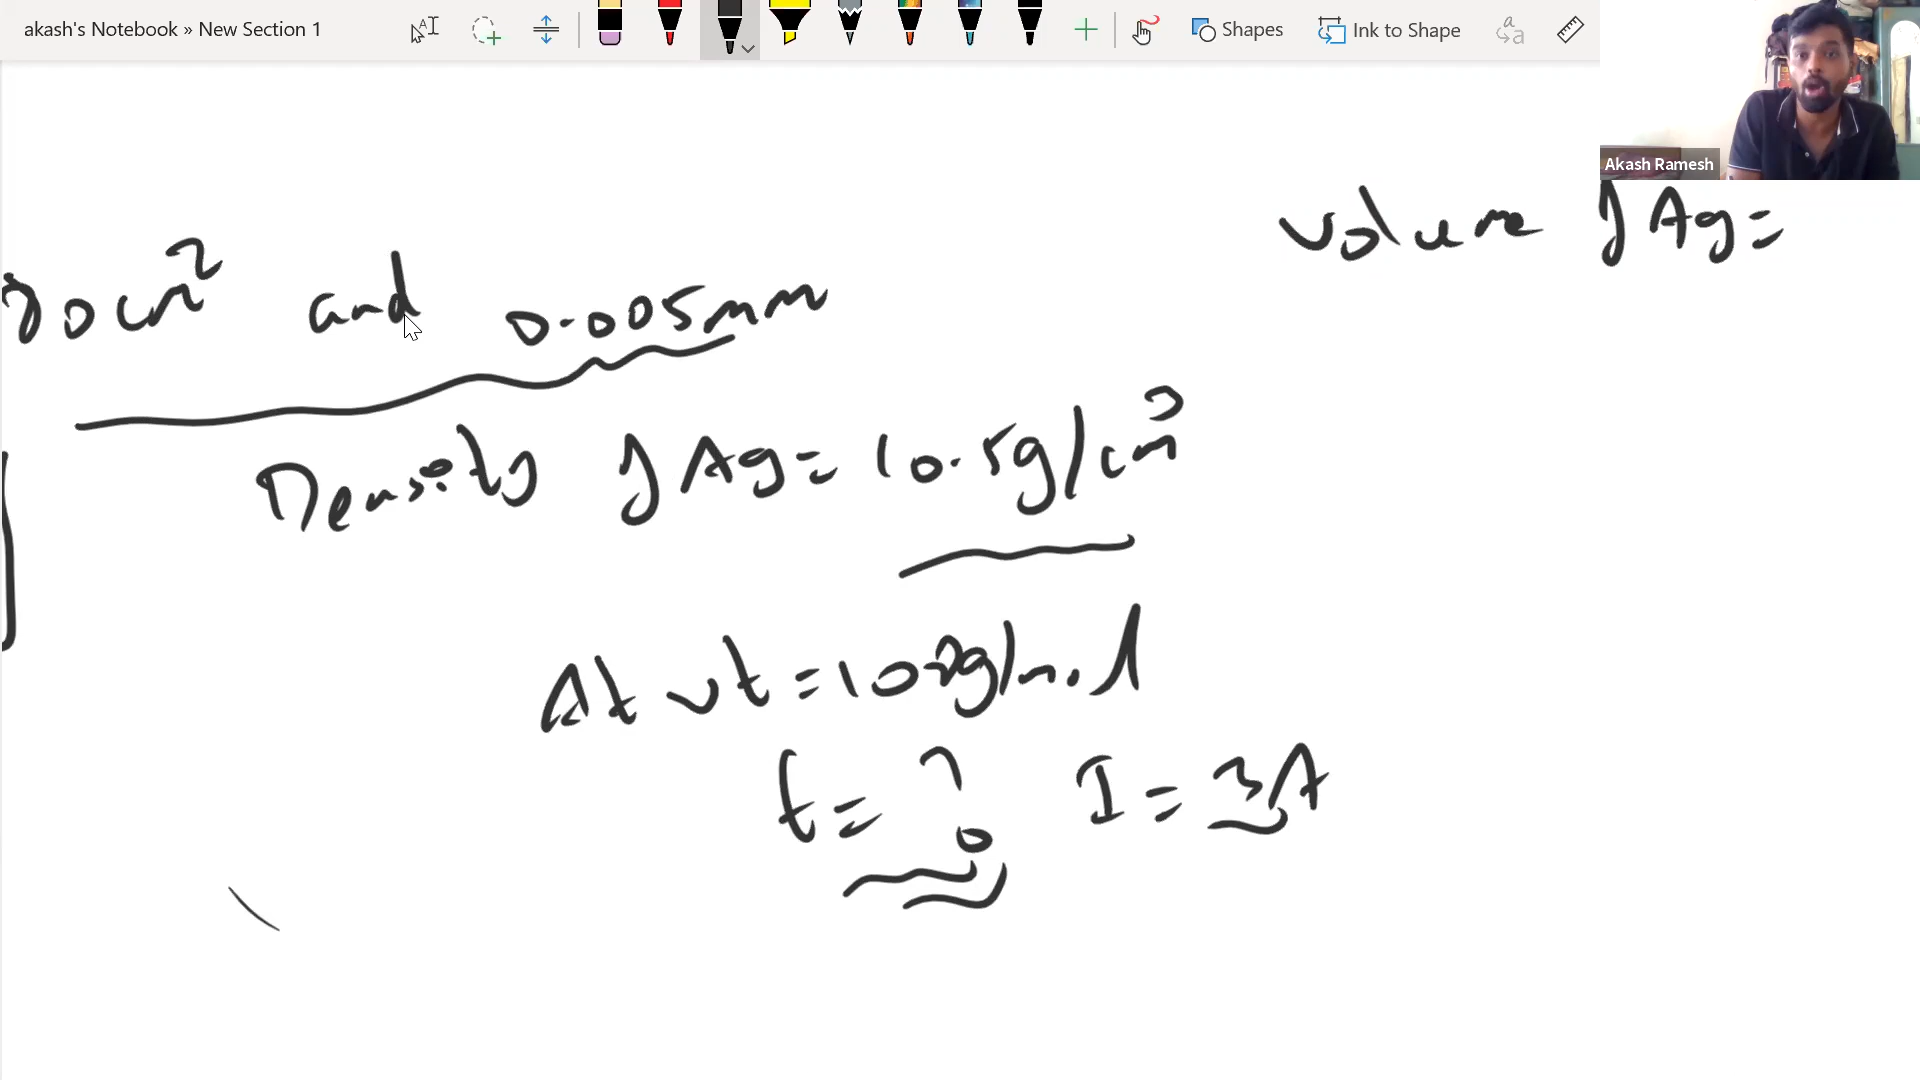 akash's Notebook » New Section 1
Shapes
Ink to Shape
Akash Ramesh
volume of Ag=
80cm² and 0.005mm
Density of Ag= 10.5g/cm³
At wt=108g/mol
t=? I=3A